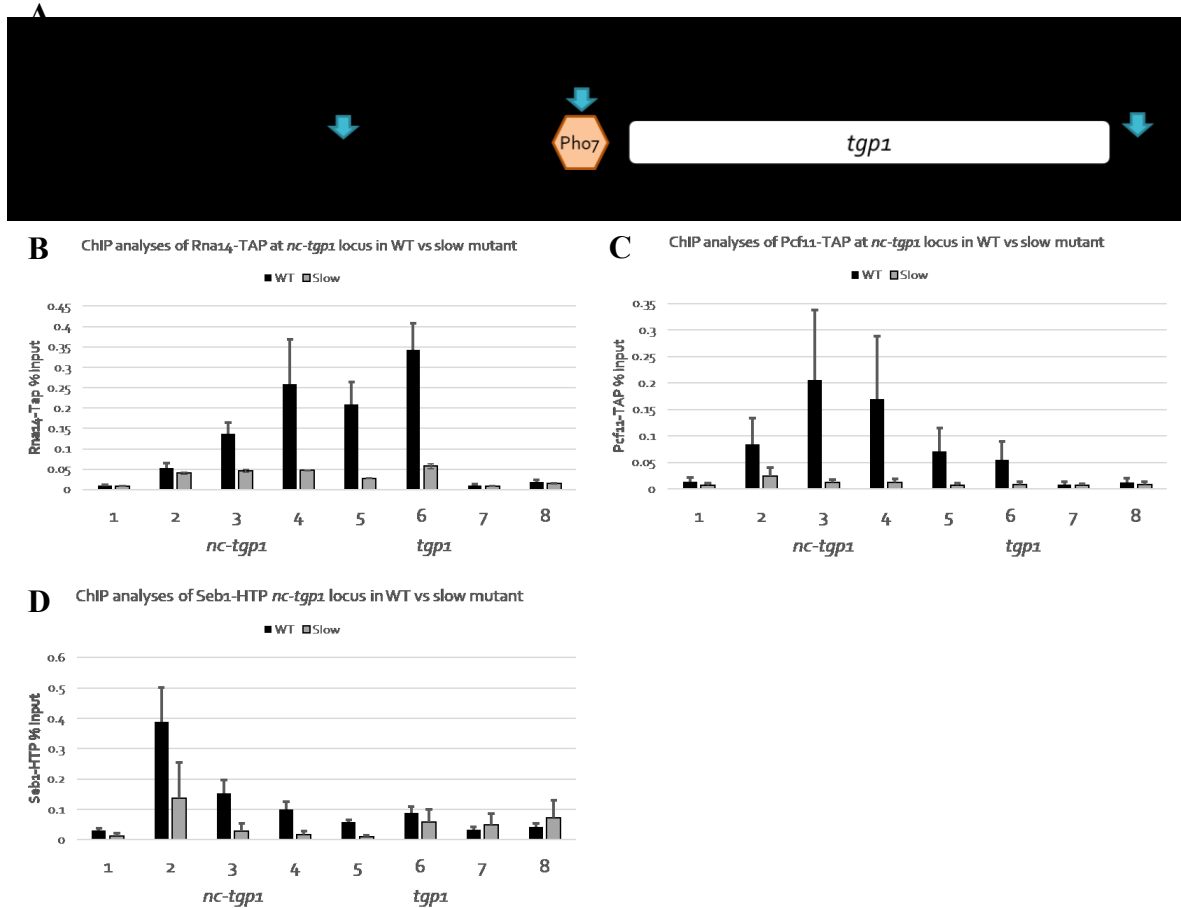 A
Pho7
tgp1
B
ChIP analyses of Rna14-TAP at nc-tgp1 locus in WT vs slow mutant
WT Slow
Rna14-Tap % Input
0.45
0.4
0.35
0.3
0.25
0.2
0.15
0.1
0.05
0
1 2 3 4 5 6 7 8
nc-tgp1 tgp1
C
ChIP analyses of Pcf11-TAP at nc-tgp1 locus in WT vs slow mutant
WT Slow
Pcf11-TAP % Input
0.35
0.3
0.25
0.2
0.15
0.1
0.05
0
1 2 3 4 5 6 7 8
nc-tgp1 tgp1
D
ChIP analyses of Seb1-HTP nc-tgp1 locus in WT vs slow mutant
WT Slow
Seb1-HTP % Input
0.6
0.5
0.4
0.3
0.2
0.1
0
1 2 3 4 5 6 7 8
nc-tgp1 tgp1